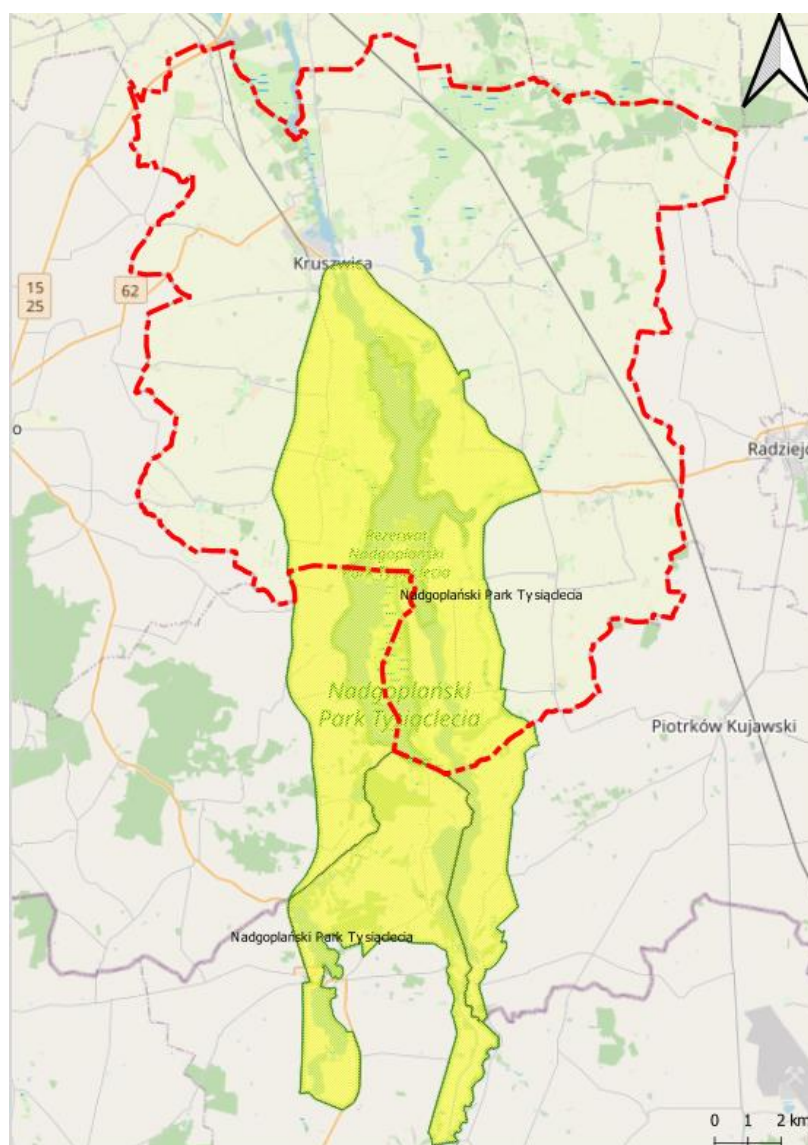 Kruszwica
15
25
62
o
Radziejo
Rezerwat
Nadgoplański
Park Tysiąclecia
Nadgoplański Park Tysiąclecia
Nadgoplański
Park Tysiąclecia
Piotrków Kujawski
Nadgoplański Park Tysiąclecia
0 1 2 km